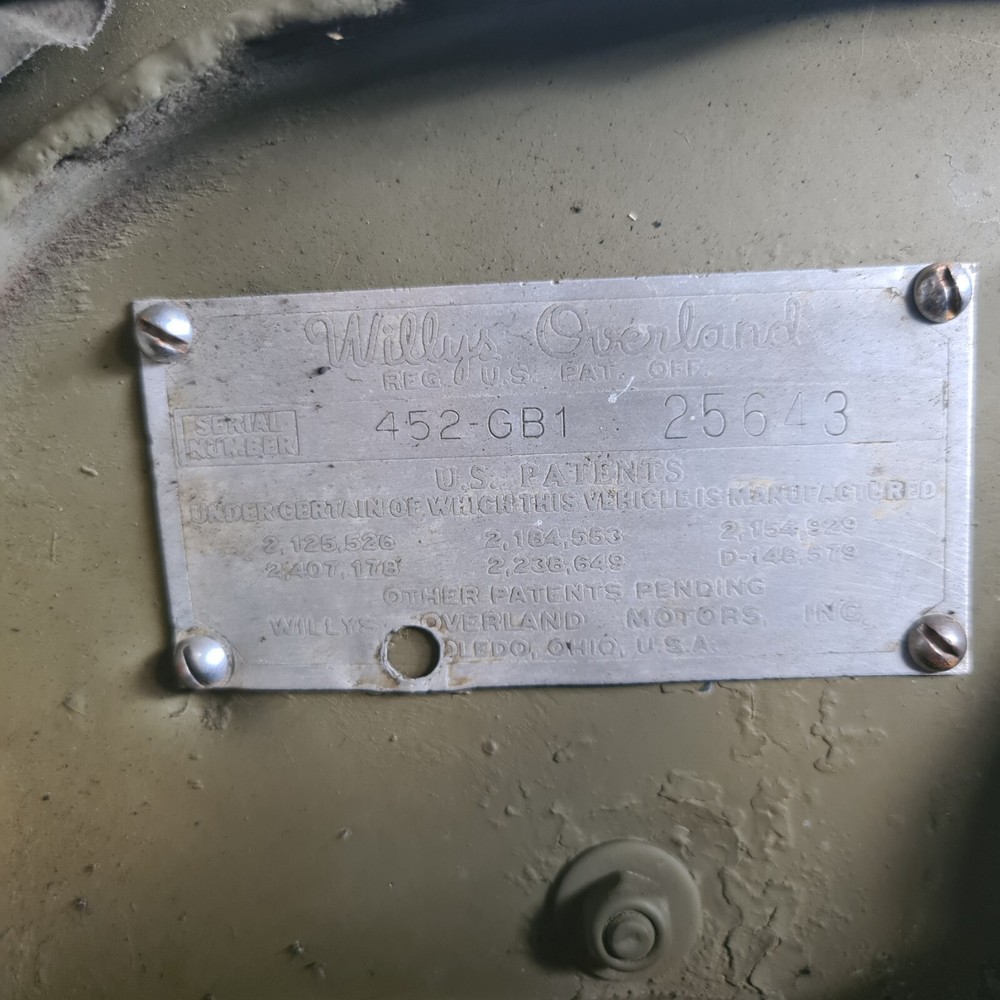 Willys Overland
REG. U.S. PAT. OFF.
SERIAL NUMBER 452-GB1 25643
U.S. PATENTS
UNDER CERTAIN OF WHICH THIS VEHICLE IS MANUFACTURED
2,125,526 2,164,553 2,154,929
2,407,178 2,238,649 D-148,579
OTHER PATENTS PENDING
WILLYS OVERLAND MOTORS, INC.
OLEDO, OHIO, U.S.A.